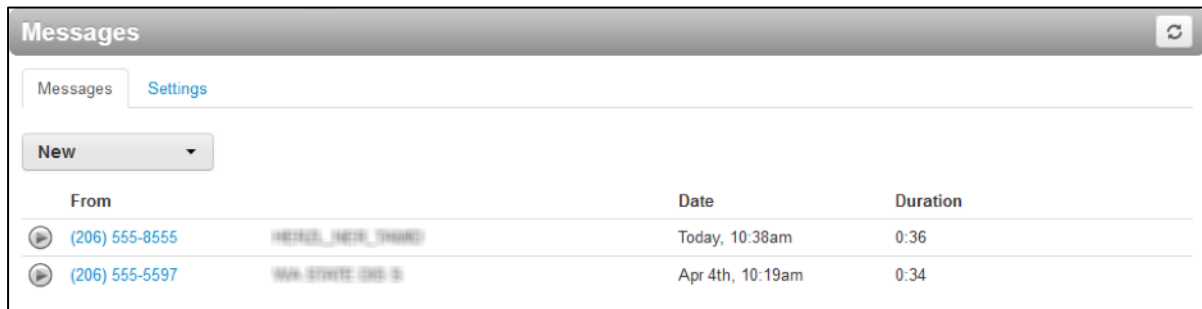 Messages
Messages Settings
New
From Date Duration
(206) 555-8555 Today, 10:38am 0:36
(206) 555-5597 Apr 4th, 10:19am 0:34